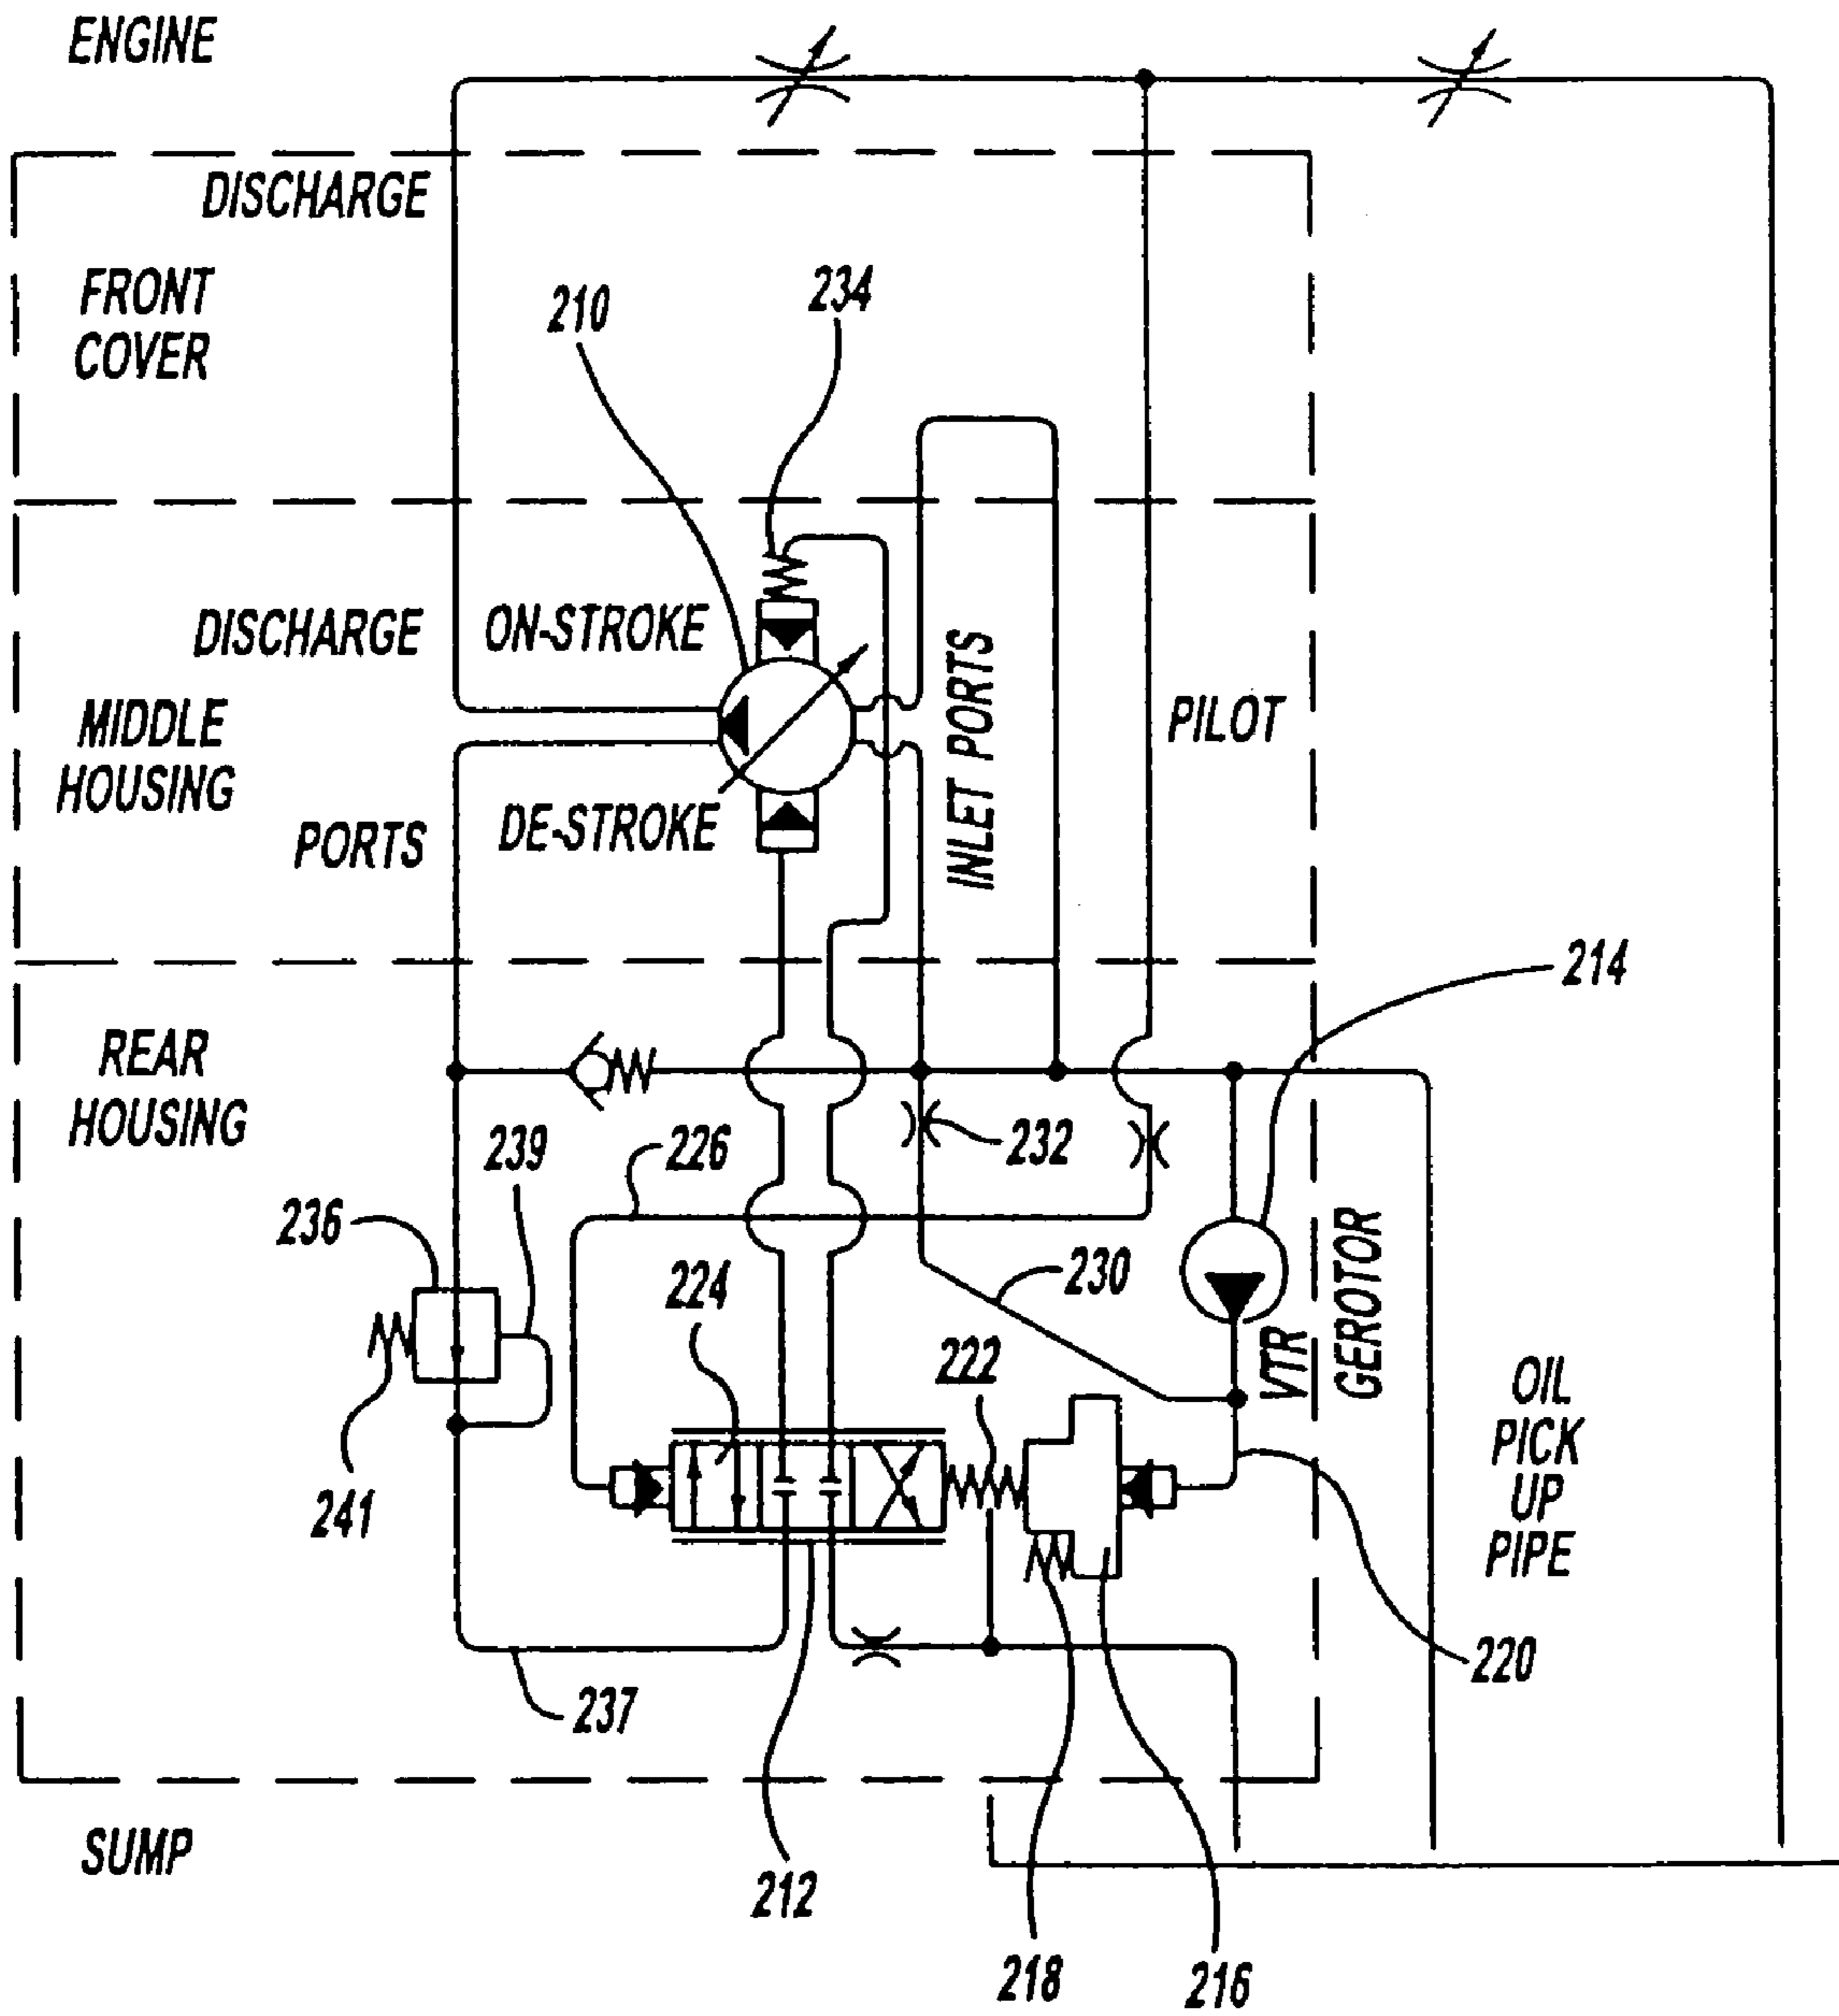 ENGINE
DISCHARGE
FRONT
COVER
210
234
DISCHARGE
ON-STROKE
MIDDLE
HOUSING
INLET PORTS
PILOT
PORTS
DE-STROKE
214
REAR
HOUSING
239
226
232
236
224
230
222
VTR
GEROTOR
OIL
PICK
UP
PIPE
241
237
220
SUMP
212
218
216